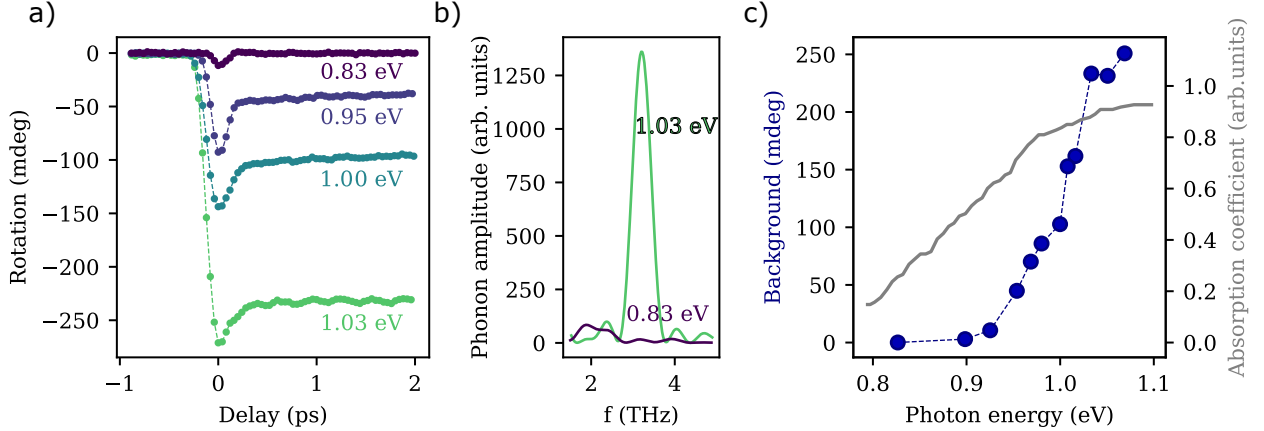 a)
Rotation (mdeg)
0
−50
−100
−150
−200
−250
0.83 eV
0.95 eV
1.00 eV
1.03 eV
−1
0
1
2
Delay (ps)
b)
Phonon amplitude (arb. units)
1250
1000
750
500
250
0
1.03 eV
0.83 eV
2
4
f (THz)
c)
Background (mdeg)
250
200
150
100
50
0
0.8
0.9
1.0
1.1
Photon energy (eV)
1.0
0.8
0.6
0.4
0.2
0.0
Absorption coefficient (arb.units)